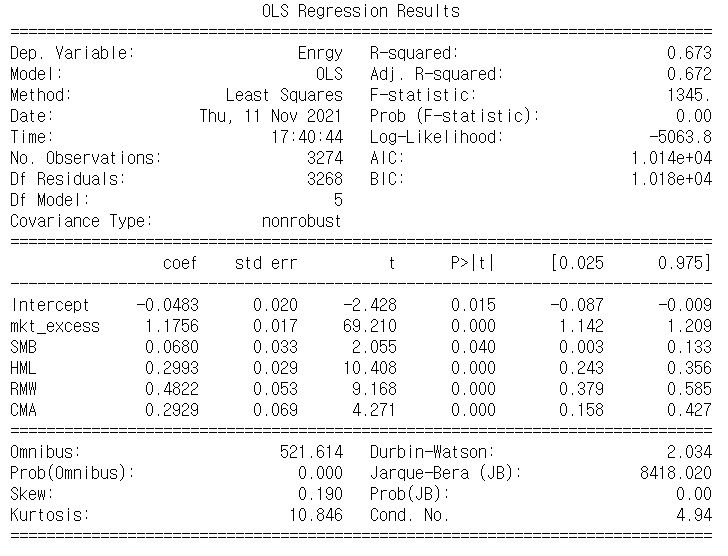 OLS Regression Results
==============================================================================
Dep. Variable: Enrgy R-squared: 0.673
Model: OLS Adj. R-squared: 0.672
Method: Least Squares F-statistic: 1345.
Date: Thu, 11 Nov 2021 Prob (F-statistic): 0.00
Time: 17:40:44 Log-Likelihood: -5063.8
No. Observations: 3274 AIC: 1.014e+04
Df Residuals: 3268 BIC: 1.018e+04
Df Model: 5
Covariance Type: nonrobust
==============================================================================
coef std err t P>|t| [0.025 0.975]
------------------------------------------------------------------------------
Intercept -0.0483 0.020 -2.428 0.015 -0.087 -0.009
mkt_excess 1.1756 0.017 69.210 0.000 1.142 1.209
SMB 0.0680 0.033 2.055 0.040 0.003 0.133
HML 0.2993 0.029 10.408 0.000 0.243 0.356
RMW 0.4822 0.053 9.168 0.000 0.379 0.585
CMA 0.2929 0.069 4.271 0.000 0.158 0.427
==============================================================================
Omnibus: 521.614 Durbin-Watson: 2.034
Prob(Omnibus): 0.000 Jarque-Bera (JB): 8418.020
Skew: 0.190 Prob(JB): 0.00
Kurtosis: 10.846 Cond. No. 4.94
==============================================================================